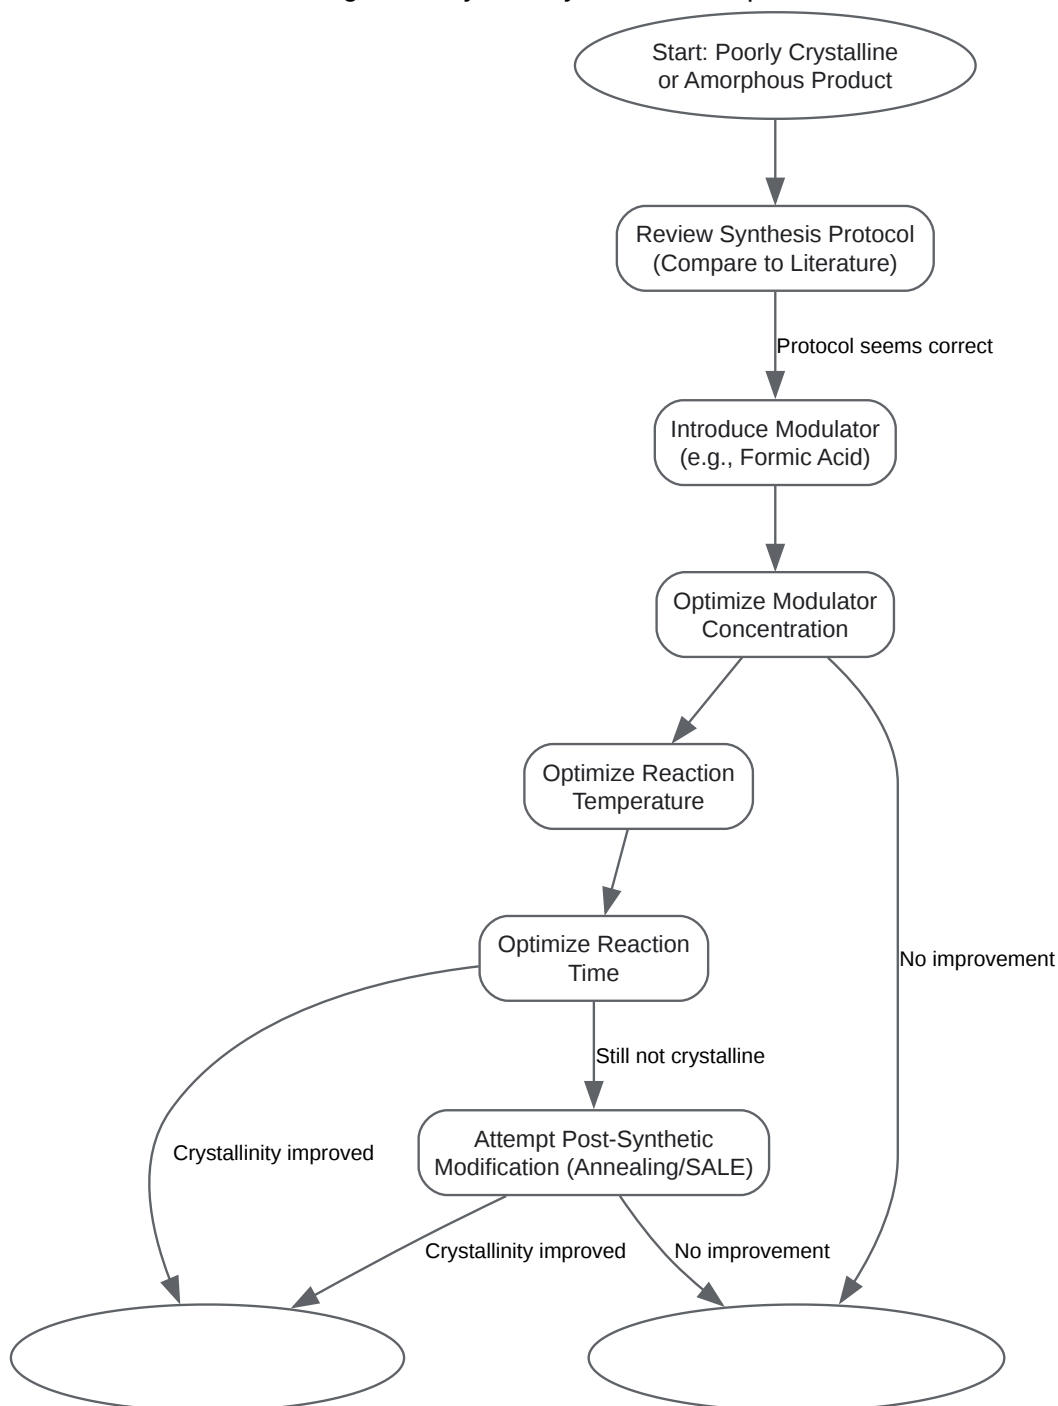 Start: Poorly Crystalline
or Amorphous Product
Review Synthesis Protocol
(Compare to Literature)
Protocol seems correct
Introduce Modulator
(e.g., Formic Acid)
Optimize Modulator
Concentration
Optimize Reaction
Temperature
Optimize Reaction
Time
No improvement
Still not crystalline
Attempt Post-Synthetic
Modification (Annealing/SALE)
Crystallinity improved
Crystallinity improved
No improvement